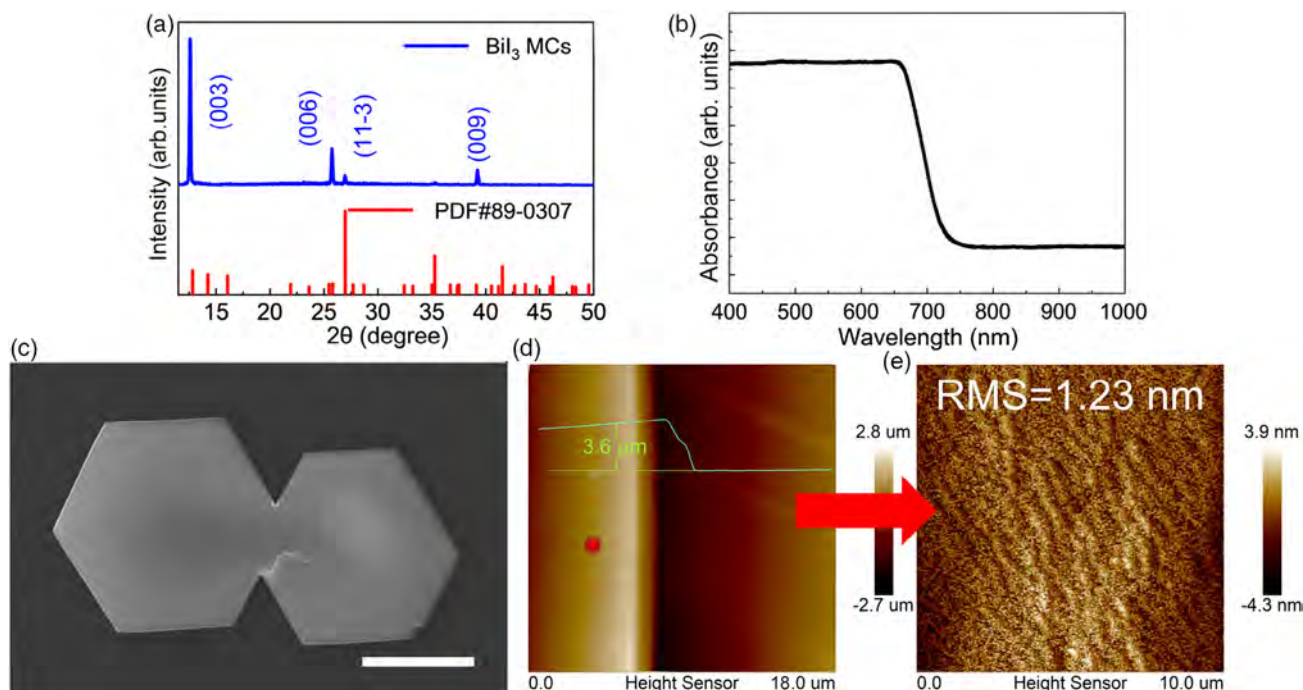 (a)
BiI₃ MCs
(003)
(006)
(11-3)
(009)
PDF#89-0307
Intensity (arb.units)
15 20 25 30 35 40 45 50
2θ (degree)
(b)
Absorbance (arb. units)
400 500 600 700 800 900 1000
Wavelength (nm)
(c)
(d)
3.6 μm
2.8 um
-2.7 um
0.0 Height Sensor 18.0 um
(e)
RMS=1.23 nm
3.9 nm
-4.3 nm
0.0 Height Sensor 10.0 um